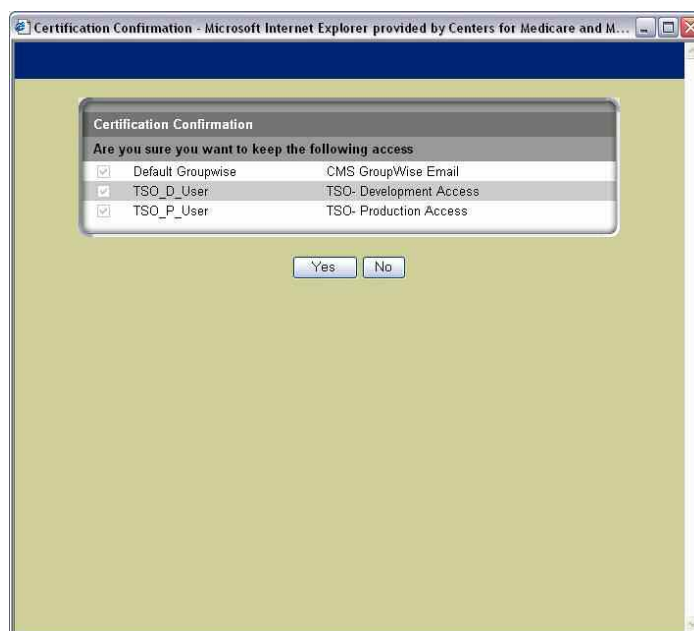 Certification Confirmation - Microsoft Internet Explorer provided by Centers for Medicare and M...
Certification Confirmation
Are you sure you want to keep the following access
Default Groupwise CMS GroupWise Email
TSO_D_User TSO- Development Access
TSO_P_User TSO- Production Access
Yes No